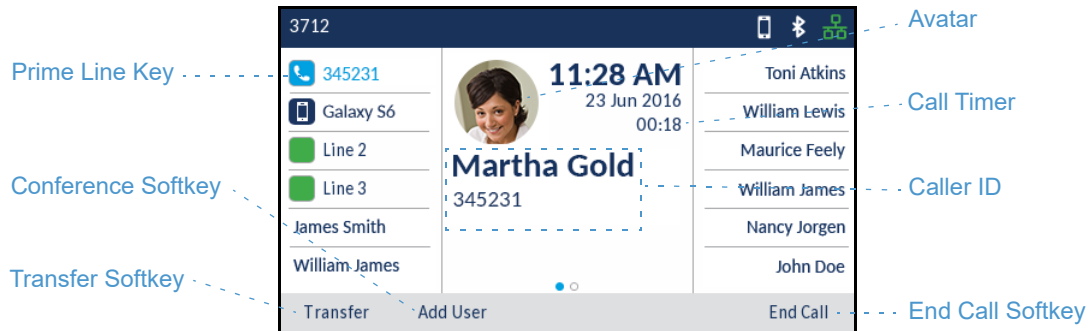 3712
Avatar
Prime Line Key
345231
11:28 AM
Toni Atkins
23 Jun 2016
Galaxy S6
00:18
William Lewis
Call Timer
Line 2
Maurice Feely
Conference Softkey
Line 3
Martha Gold
345231
William James
Caller ID
James Smith
Nancy Jorgen
Transfer Softkey
William James
John Doe
Transfer
Add User
End Call
End Call Softkey